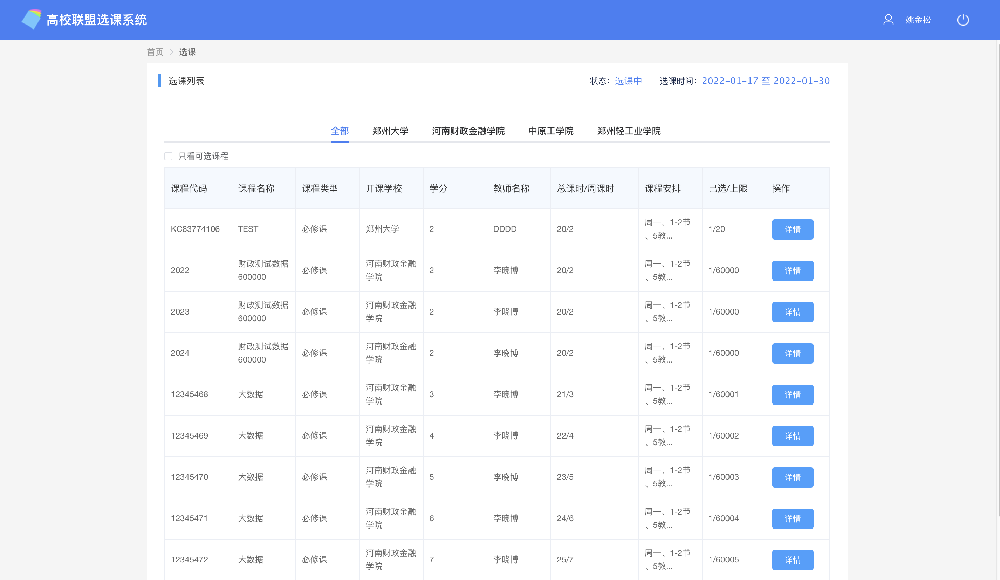 高校联盟选课系统
姚金松
首页 > 选课
选课列表
状态：选课中 选课时间：2022-01-17 至 2022-01-30
全部 郑州大学 河南财政金融学院 中原工学院 郑州轻工业学院
只看可选课程
课程代码 课程名称 课程类型 开课学校 学分 教师名称 总课时/周课时 课程安排 已选/上限 操作
KC83774106 TEST 必修课 郑州大学 2 DDDD 20/2 周一、1-2节 1/20 详情
、5教...
2022 财政测试数据 必修课 河南财政金融 2 李晓博 20/2 周一、1-2节 1/60000 详情
600000 学院 、5教...
2023 财政测试数据 必修课 河南财政金融 2 李晓博 20/2 周一、1-2节 1/60000 详情
600000 学院 、5教...
2024 财政测试数据 必修课 河南财政金融 2 李晓博 20/2 周一、1-2节 1/60000 详情
600000 学院 、5教...
12345468 大数据 必修课 河南财政金融 3 李晓博 21/3 周一、1-2节 1/60001 详情
学院 、5教...
12345469 大数据 必修课 河南财政金融 4 李晓博 22/4 周一、1-2节 1/60002 详情
学院 、5教...
12345470 大数据 必修课 河南财政金融 5 李晓博 23/5 周一、1-2节 1/60003 详情
学院 、5教...
12345471 大数据 必修课 河南财政金融 6 李晓博 24/6 周一、1-2节 1/60004 详情
学院 、5教...
12345472 大数据 必修课 河南财政金融 7 李晓博 25/7 周一、1-2节 1/60005 详情
学院 、5教...